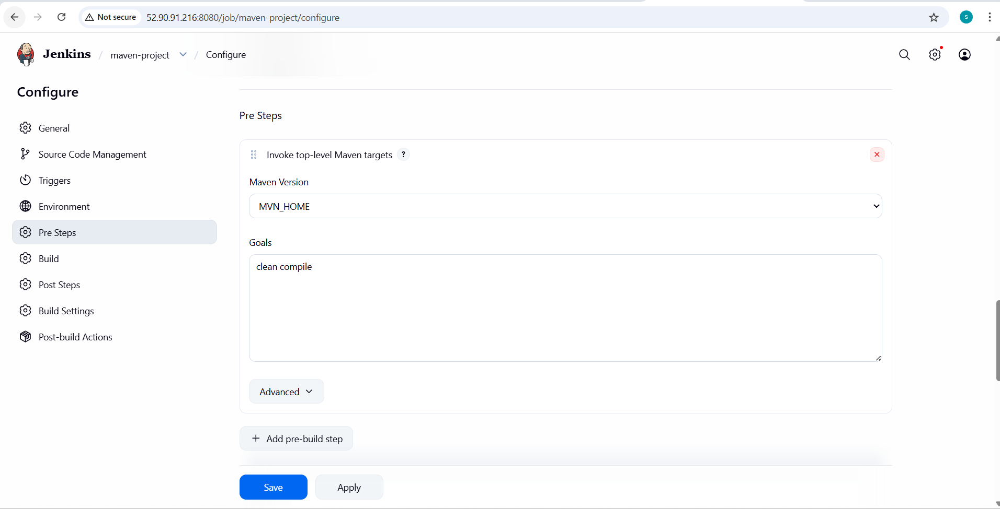 Not secure 52.90.91.216:8080/job/maven-project/configure
S
Jenkins / maven-project / Configure
Configure
General
Source Code Management
Triggers
Environment
Pre Steps
Build
Post Steps
Build Settings
Post-build Actions
Pre Steps
Invoke top-level Maven targets ?
Maven Version
MVN_HOME
Goals
clean compile
Advanced
+ Add pre-build step
Save Apply